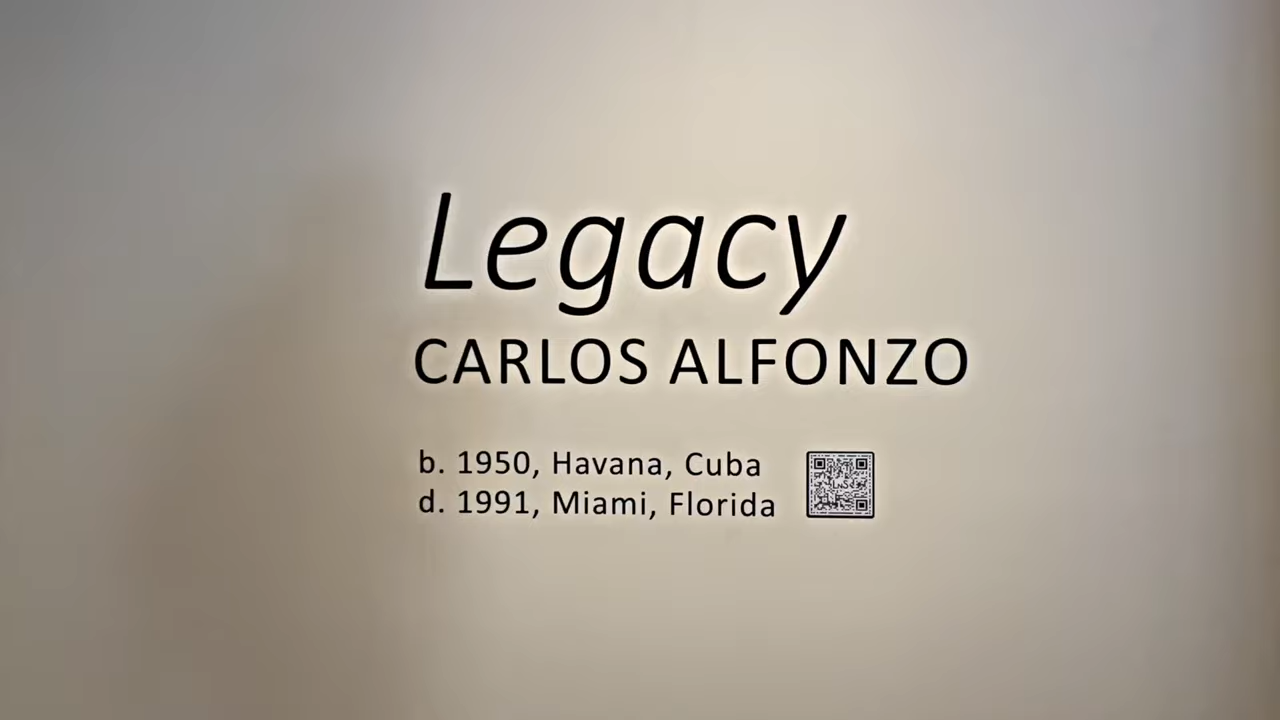 Legacy
CARLOS ALFONZO
b. 1950, Havana, Cuba
d. 1991, Miami, Florida